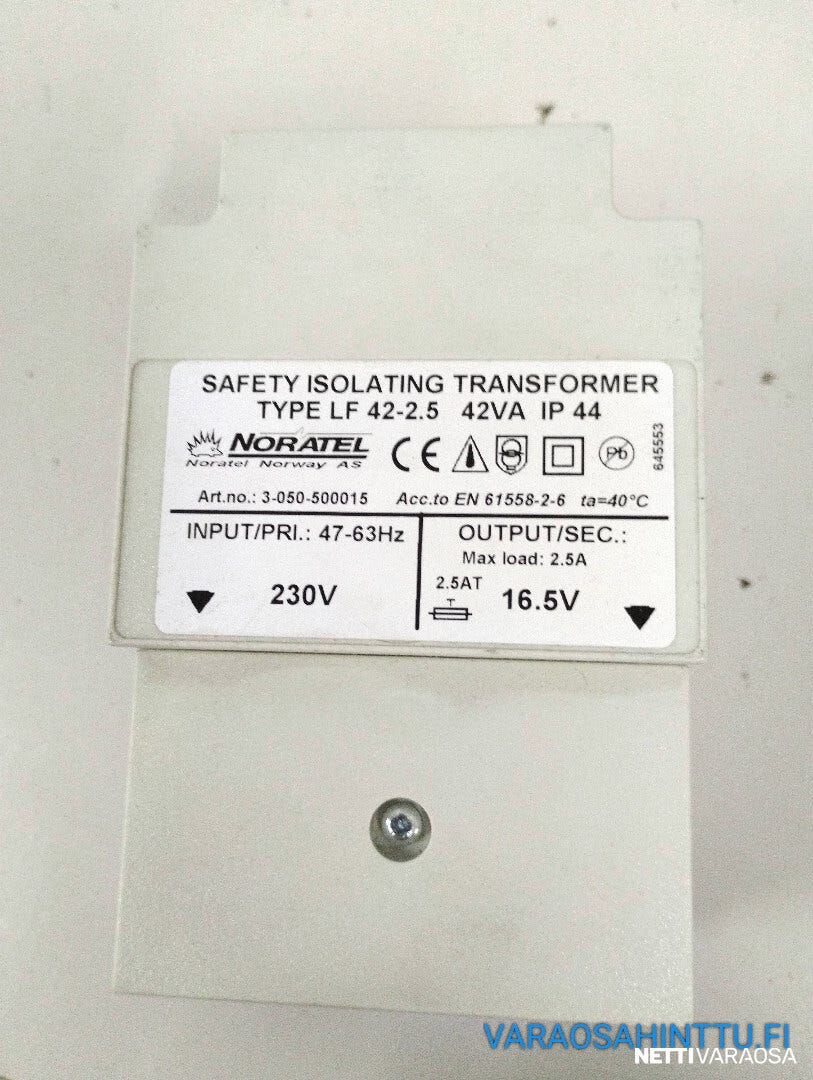 SAFETY ISOLATING TRANSFORMER
TYPE LF 42-2.5 42VA IP 44
NORATEL
Noratel Norway AS
CE
Pb
645553
Art.no.: 3-050-500015 Acc.to EN 61558-2-6 ta=40°C
INPUT/PRI.: 47-63Hz
230V
OUTPUT/SEC.:
Max load: 2.5A
2.5AT
T
16.5V
VARAOSAHINTTU.FI
NETTIVARAOSA